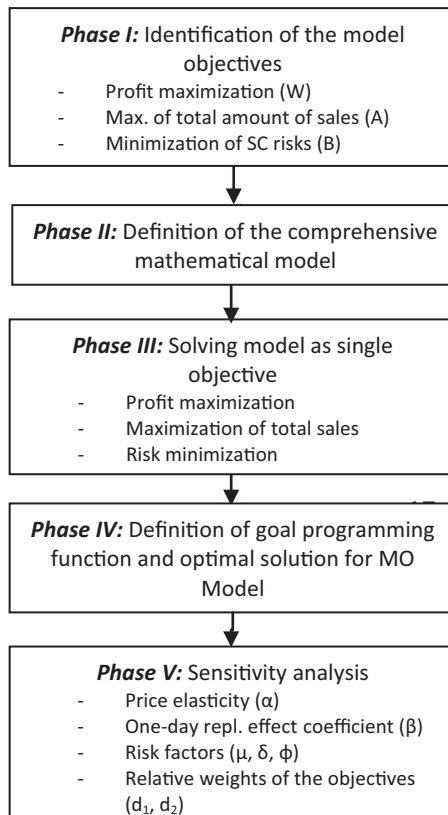 Phase I: Identification of the model
objectives
- Profit maximization (W)
- Max. of total amount of sales (A)
- Minimization of SC risks (B)
Phase II: Definition of the comprehensive
mathematical model
Phase III: Solving model as single
objective
- Profit maximization
- Maximization of total sales
- Risk minimization
Phase IV: Definition of goal programming
function and optimal solution for MO
Model
Phase V: Sensitivity analysis
- Price elasticity (α)
- One-day repl. effect coefficient (β)
- Risk factors (μ, δ, ϕ)
- Relative weights of the objectives
(d₁, d₂)